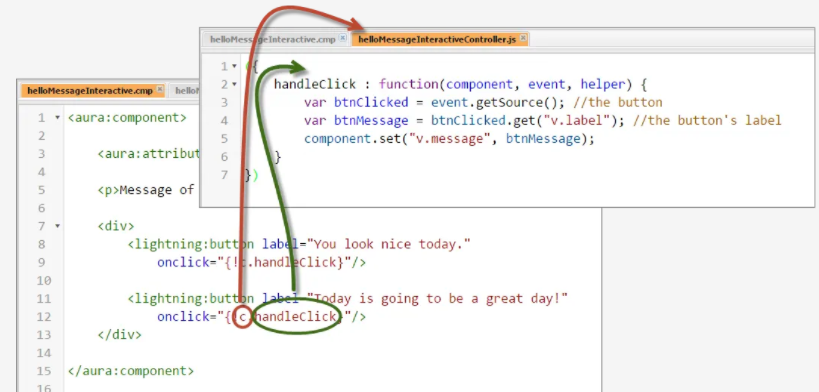 helloMessageInteractive.cmp helloMessageInteractiveController.js
1 ({
2 handleClick : function(component, event, helper) {
3 var btnClicked = event.getSource(); //the button
4 var btnMessage = btnClicked.get("v.label"); //the button's label
5 component.set("v.message", btnMessage);
6 }
7 })
helloMessageInteractive.cmp
1 <aura:component>
2
3 <aura:attribut
4
5 <p>Message of
6
7 <div>
8 <lightning:button label="You look nice today."
9 onclick="{!c.handleClick}"/>
10
11 <lightning:button label="Today is going to be a great day!"
12 onclick="{!c.handleClick}"/>
13 </div>
14
15 </aura:component>
16